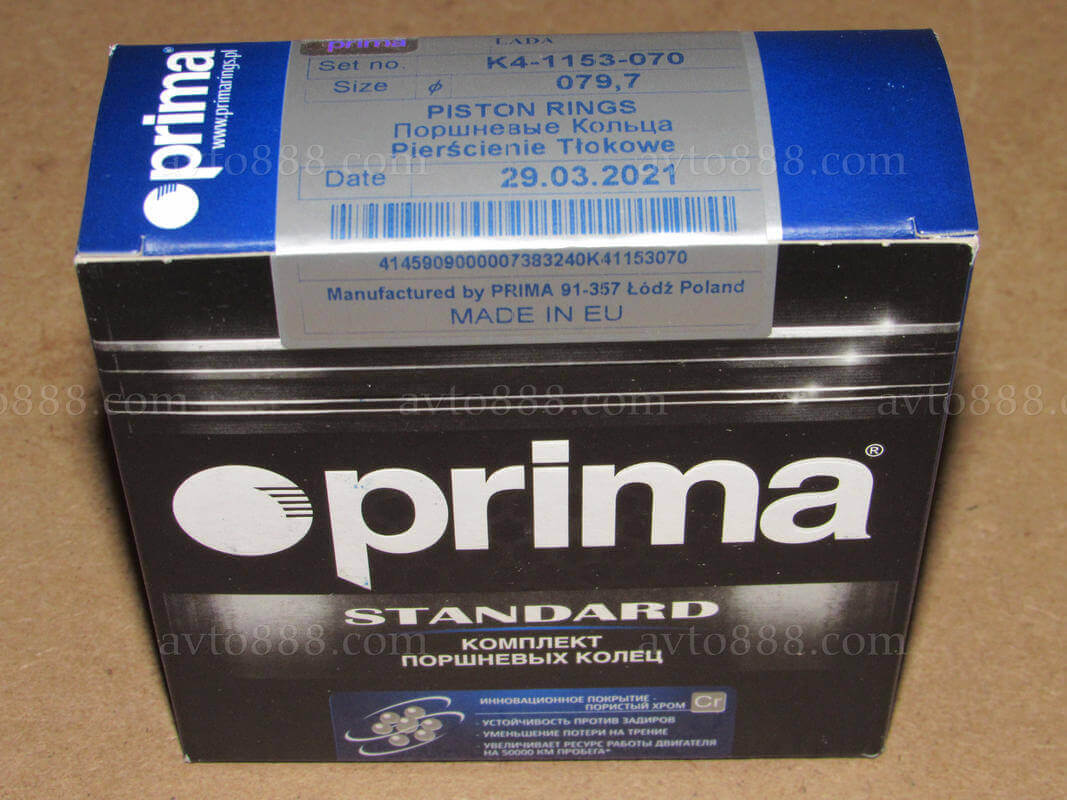 prima®
www.primarings.pl
prima
LADA
Set no. K4-1153-070
Size ϕ 079,7
PISTON RINGS
Поршневые Кольца
Pierścienie Tłokowe
Date 29.03.2021
4145909000007383240K41153070
Manufactured by PRIMA 91-357 Łódź Poland
MADE IN EU
prima®
STANDARD
КОМПЛЕКТ
ПОРШНЕВЫХ КОЛЕЦ
ИННОВАЦИОННОЕ ПОКРЫТИЕ -
ПОРИСТЫЙ ХРОМ Cr
- УСТОЙЧИВОСТЬ ПРОТИВ ЗАДИРОВ
- УМЕНЬШЕНИЕ ПОТЕРИ НА ТРЕНИЕ
- УВЕЛИЧИВАЕТ РЕСУРС РАБОТЫ ДВИГАТЕЛЯ
НА 50000 КМ ПРОБЕГА*
avto888.com
avto888.com
avto888.com
avto888.com
avto888.com
avto888.com
avto888.com